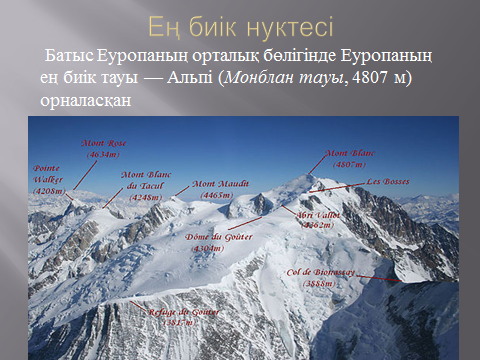 Ең биік нуктесі
Батыс Еуропаның орталық бөлігінде Еуропаның
ең биік тауы — Альпі (Монблан тауы, 4807 м)
орналасқан
Mont Rose
(4634m)
Mont Blanc
(4807m)
Pointe
Walker
(4208m)
Mont Blanc
du Tacul
(4248m)
Mont Maudit
(4465m)
Les Bosses
Abri Vallot
(4362m)
Dôme du Goûter
(4304m)
Col de Bionnassay
(3888m)
Refuge du Goûter
(3817m)